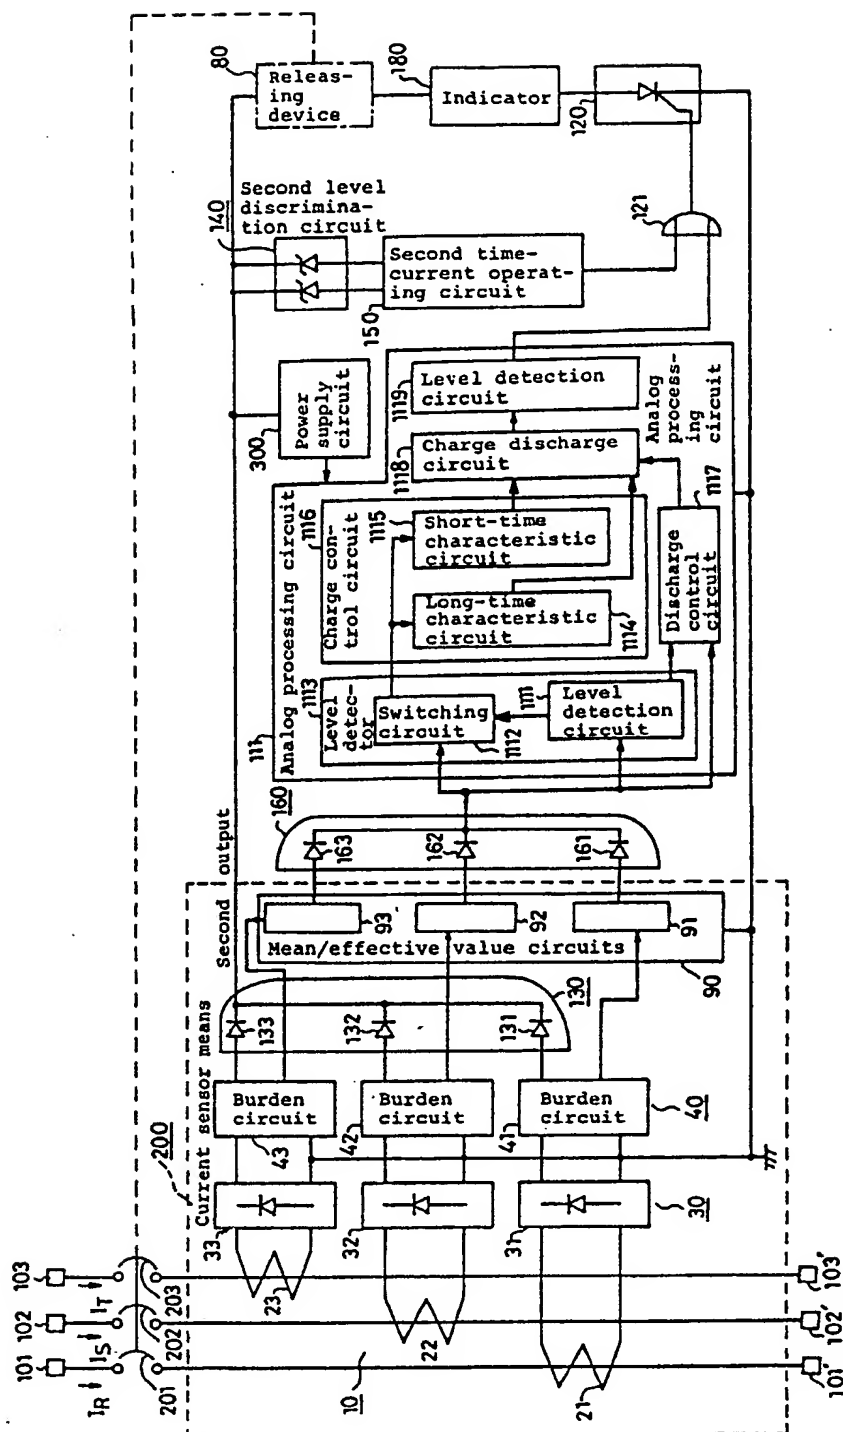 101
102
103
IR
IS
IT
201
202
203
10
200
Current sensor means
21
22
23
31
32
33
30
41
42
43
40
Burden
circuit
Burden
circuit
Burden
circuit
131
132
133
130
Second output
Mean/effective value circuits
91
92
93
90
160
161
162
163
111
Analog processing circuit
1113
Level
detec-
tor
Switching
circuit
1112
1111
Level
detection
circuit
1116
Charge con-
trol circuit
1115
Short-time
characteristic
circuit
Long-time
characteristic
circuit
1114
1117
Discharge
control
circuit
1118
Charge discharge
circuit
1119
Level detection
circuit
Analog
process-
ing
circuit
300
Power
supply
circuit
140
Second level
discrimina-
tion circuit
150
Second time-
current operat-
ing circuit
121
80
Releas-
ing
device
180
Indicator
120
101'
102'
103'